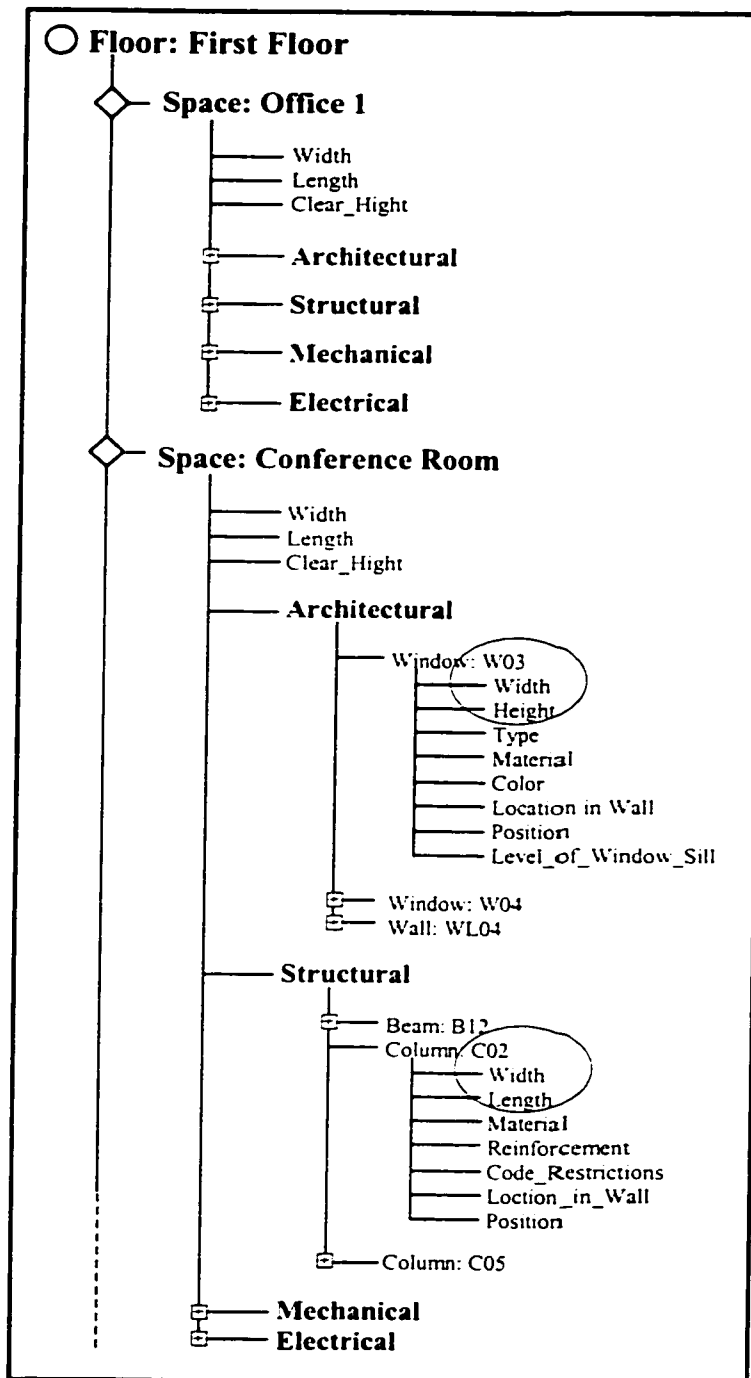 Floor: First Floor
Space: Office 1
Width
Length
Clear_Hight
Architectural
Structural
Mechanical
Electrical
Space: Conference Room
Width
Length
Clear_Hight
Architectural
Window: W03
Width
Height
Type
Material
Color
Location in Wall
Position
Level_of_Window_Sill
Window: W04
Wall: WL04
Structural
Beam: B12
Column: C02
Width
Length
Material
Reinforcement
Code_Restrictions
Loction_in_Wall
Position
Column: C05
Mechanical
Electrical